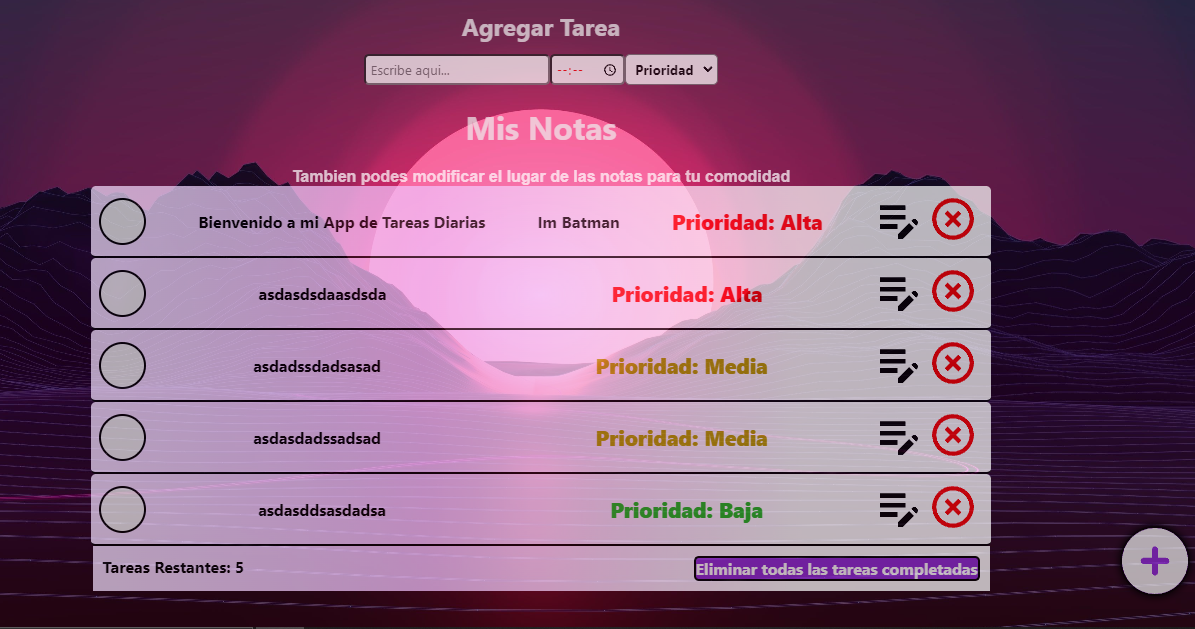 Agregar Tarea
Escribe aqui... --:-- Prioridad
Mis Notas
Tambien podes modificar el lugar de las notas para tu comodidad
Bienvenido a mi App de Tareas Diarias Im Batman Prioridad: Alta
asdasdsdaasdsda Prioridad: Alta
asdadssdadsasad Prioridad: Media
asdasdadssadsad Prioridad: Media
asdasddsasdadsa Prioridad: Baja
Tareas Restantes: 5 Eliminar todas las tareas completadas